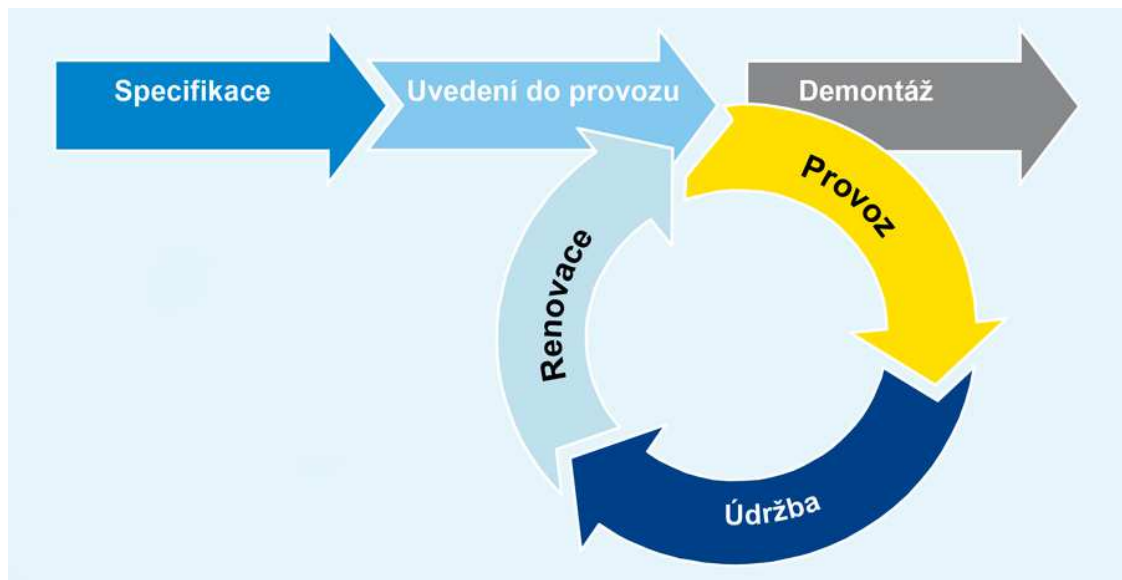 Specifikace
Uvedení do provozu
Demontáž
Provoz
Údržba
Renovace